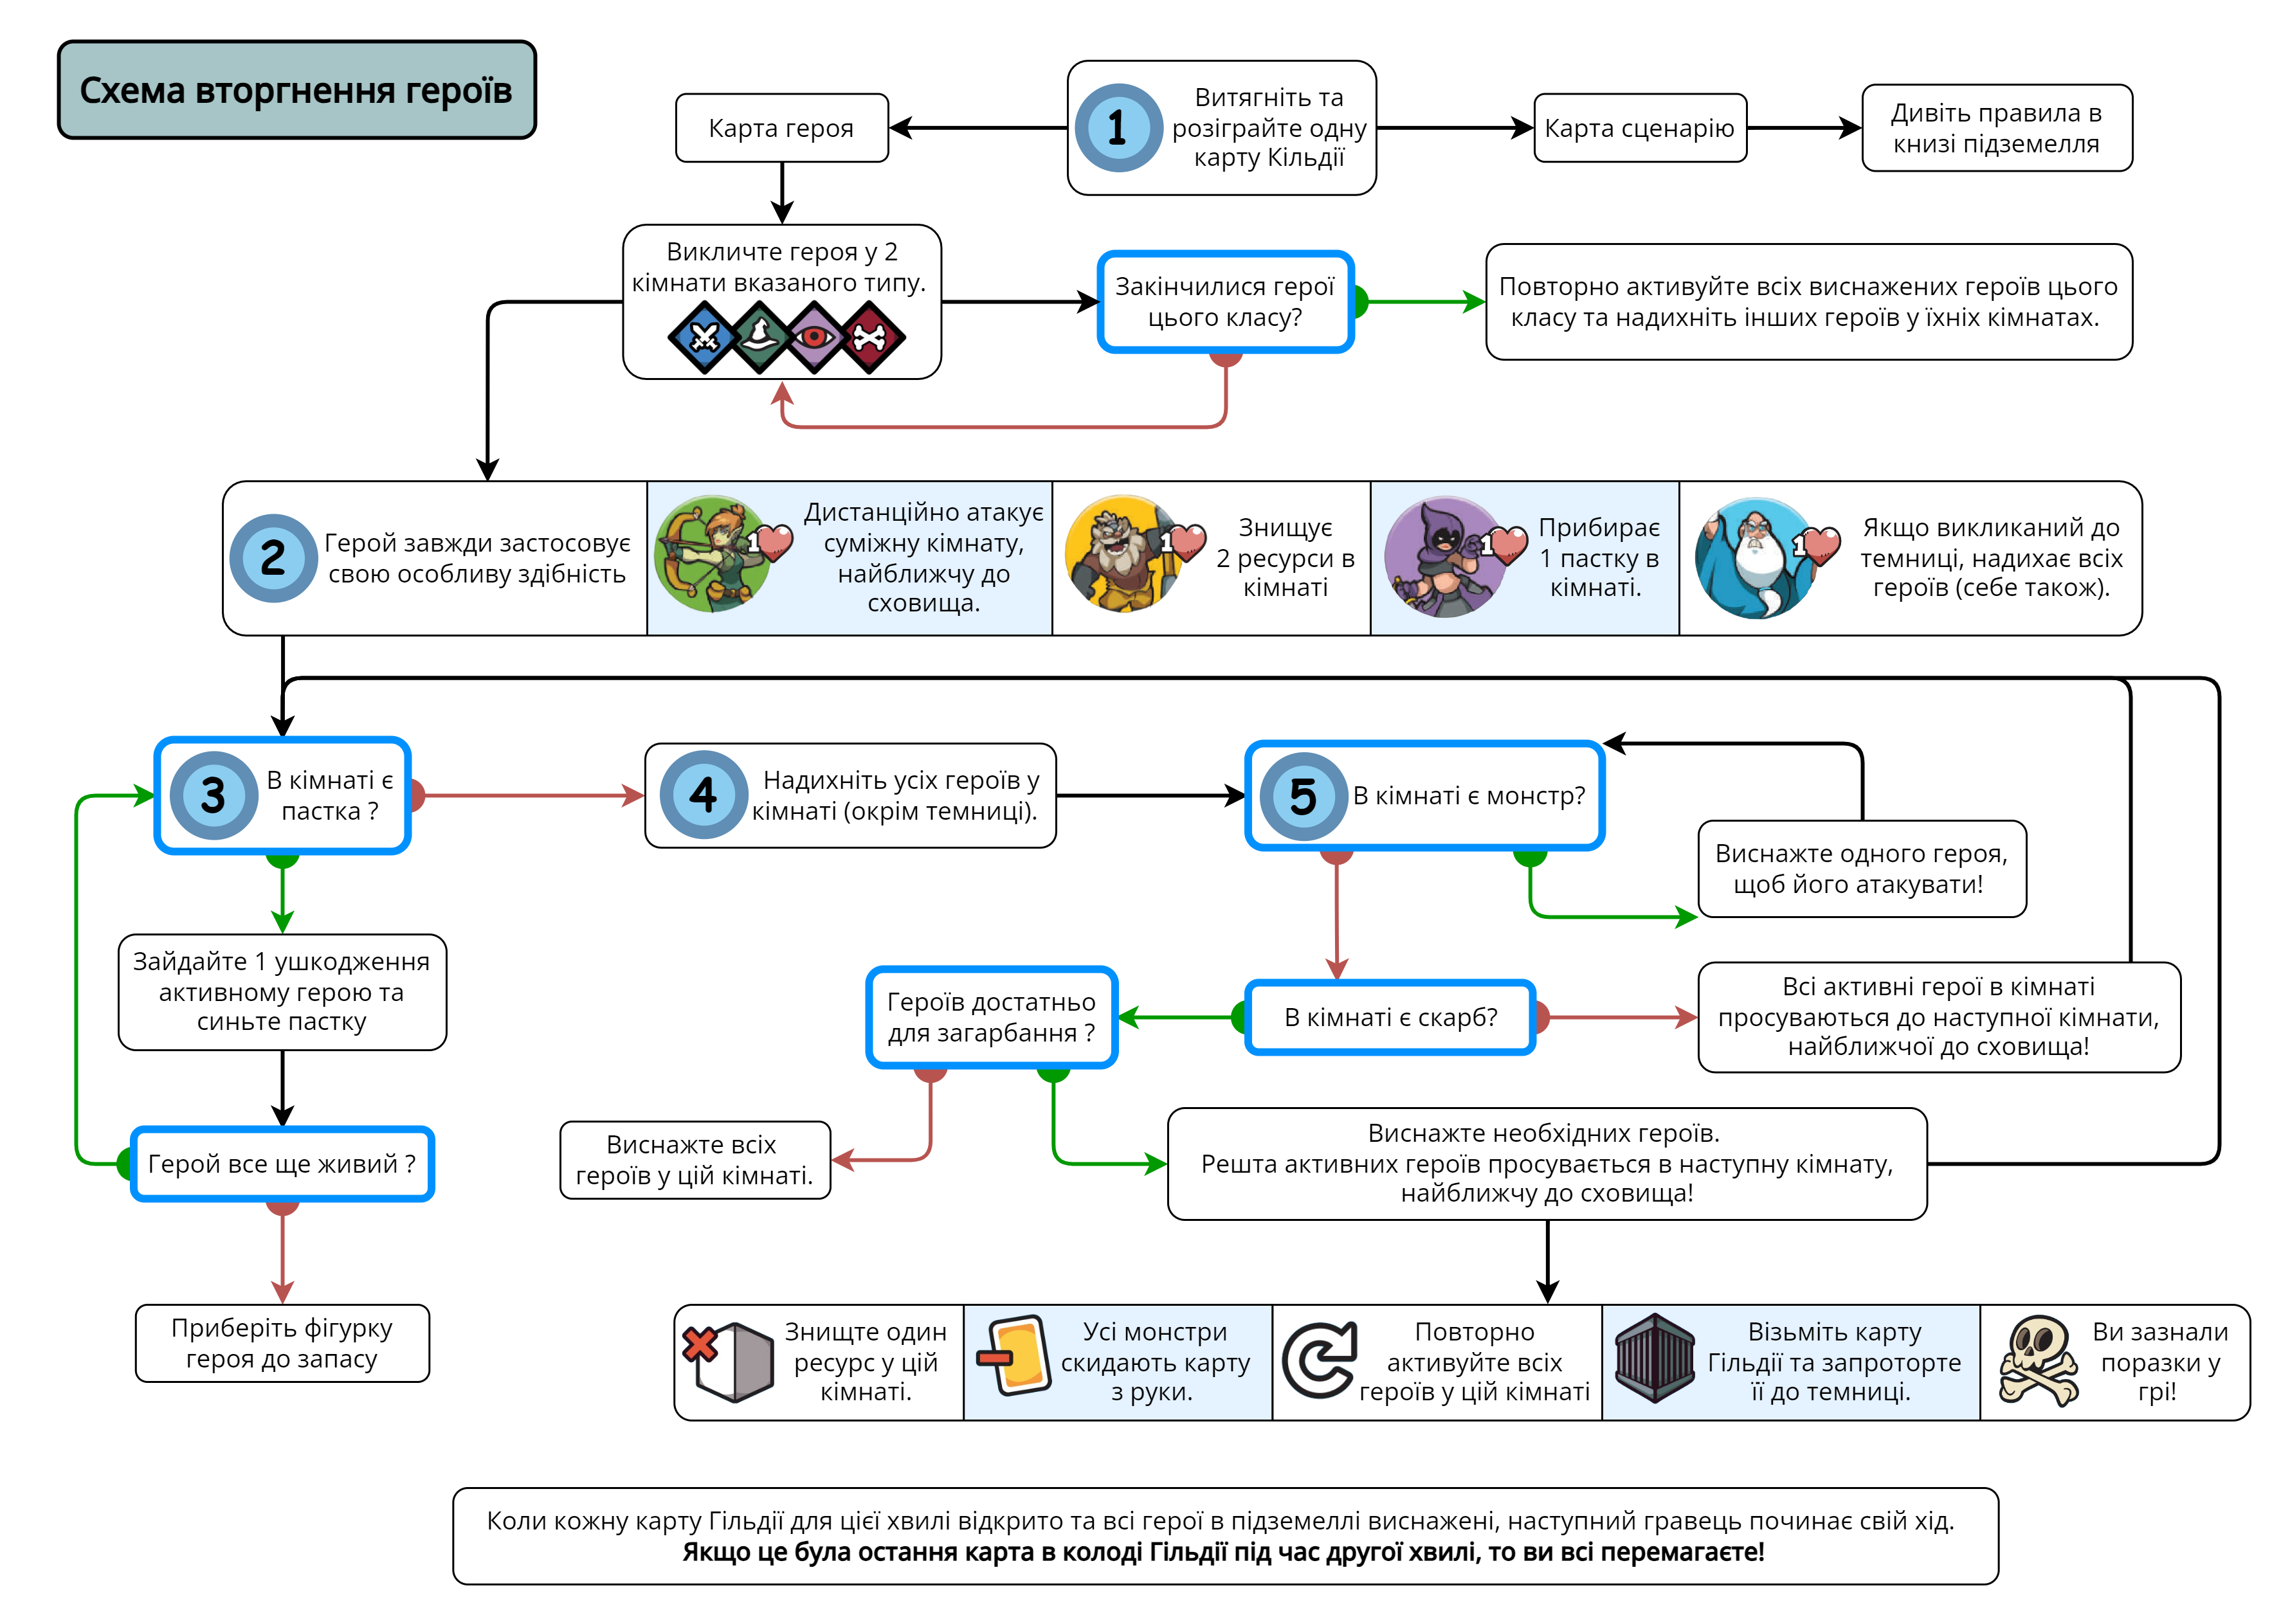 Схема вторгнення героїв
Карта героя
1
Витягніть та
розіграйте одну
карту Кільдії
Карта сценарію
Дивіть правила в
книзі підземелля
Викличте героя у 2
кімнати вказаного типу.
Закінчилися герої
цього класу?
Повторно активуйте всіх виснажених героїв цього
класу та надихніть інших героїв у їхніх кімнатах.
2
Герой завжди застосовує
свою особливу здібність
1
Дистанційно атакує
суміжну кімнату,
найближчу до
сховища.
1
Знищує
2 ресурси в
кімнаті
1
Прибирає
1 пастку в
кімнаті.
1
Якщо викликаний до
темниці, надихає всіх
героїв (себе також).
3
В кімнаті є
пастка ?
4
Надихніть усіх героїв у
кімнаті (окрім темниці).
5
В кімнаті є монстр?
Виснажте одного героя,
щоб його атакувати!
Зайдайте 1 ушкодження
активному герою та
синьте пастку
Героїв достатньо
для загарбання ?
В кімнаті є скарб?
Всі активні герої в кімнаті
просуваються до наступної кімнати,
найближчої до сховища!
Герой все ще живий ?
Виснажте всіх
героїв у цій кімнаті.
Виснажте необхідних героїв.
Решта активних героїв просувається в наступну кімнату,
найближчу до сховища!
Приберіть фігурку
героя до запасу
Знищте один
ресурс у цій
кімнаті.
Усі монстри
скидають карту
з руки.
Повторно
активуйте всіх
героїв у цій кімнаті
Візьміть карту
Гільдії та запроторте
її до темниці.
Ви зазнали
поразки у
грі!
Коли кожну карту Гільдії для цієї хвилі відкрито та всі герої в підземеллі виснажені, наступний гравець починає свій хід.
Якщо це була остання карта в колоді Гільдії під час другої хвилі, то ви всі перемагаєте!